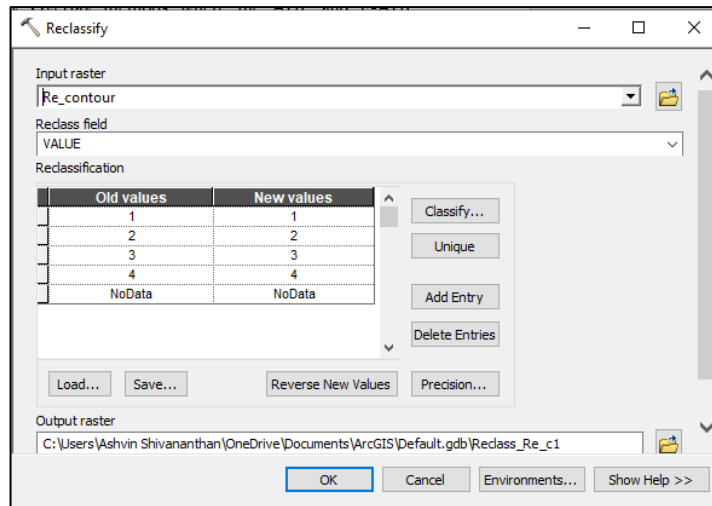 Reclassify
Input raster
Re_contour
Reclass field
VALUE
Reclassification
Old values New values
1 1
2 2
3 3
4 4
NoData NoData
Classify...
Unique
Add Entry
Delete Entries
Load... Save... Reverse New Values Precision...
Output raster
C:\Users\Ashvin Shivananthan\OneDrive\Documents\ArcGIS\Default.gdb\Reclass_Re_c1
OK Cancel Environments... Show Help >>